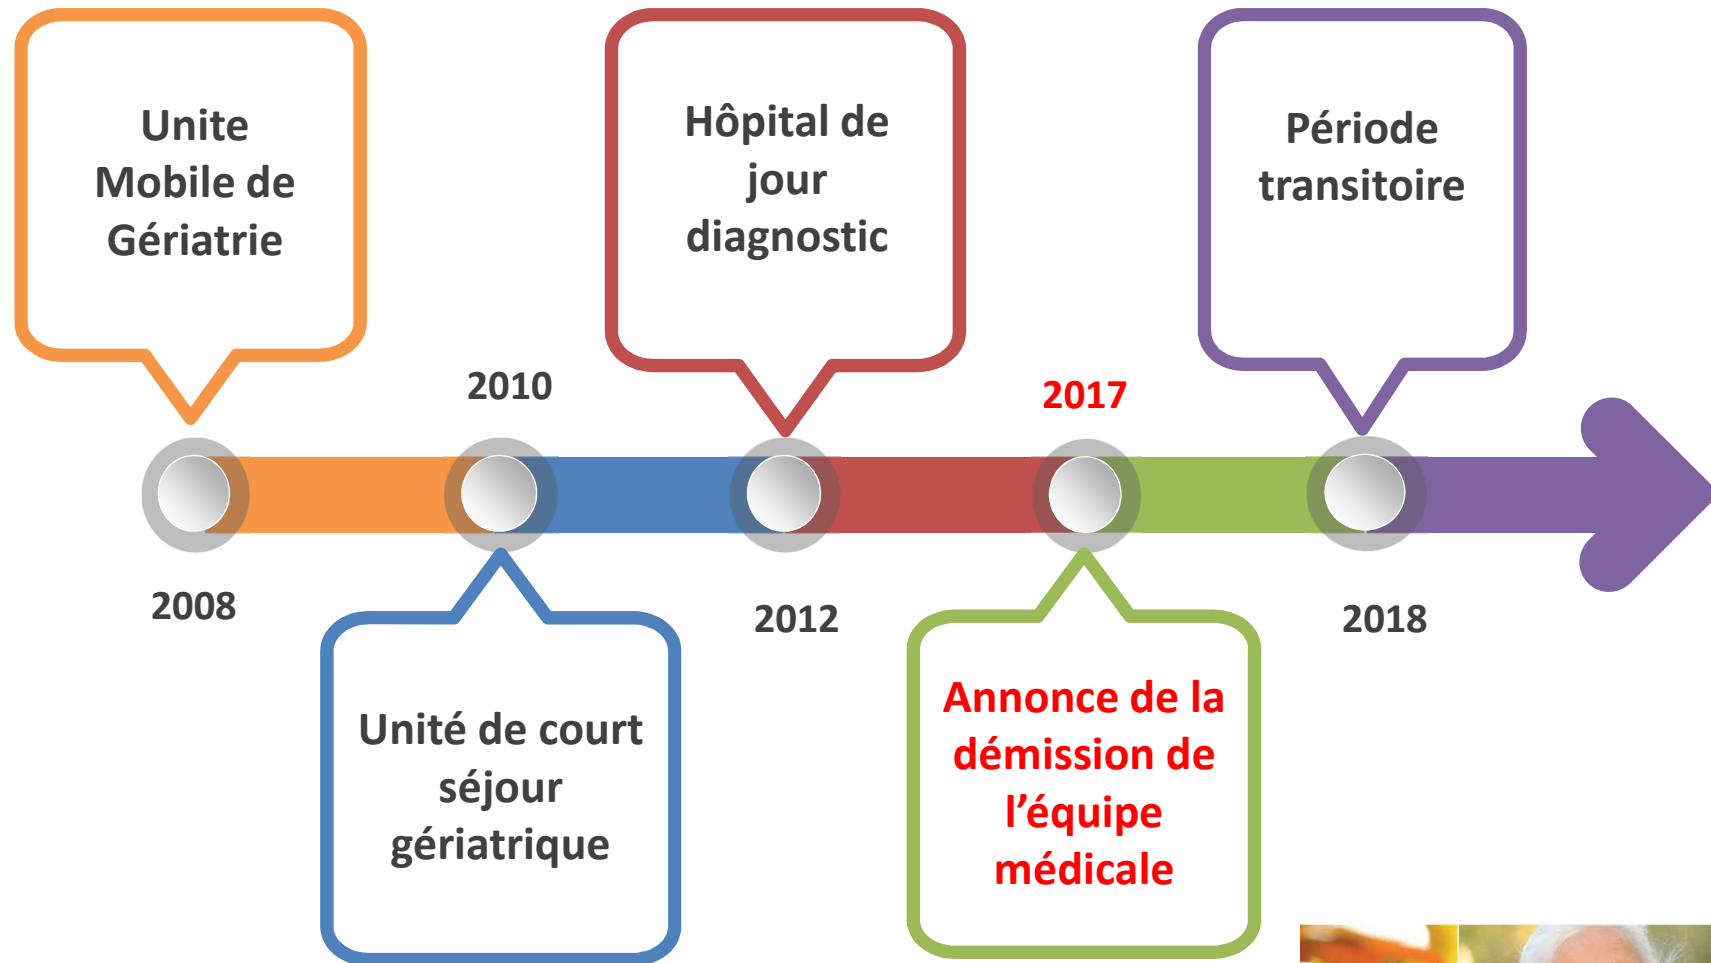 Unite
Mobile de
Gériatrie
2008
2010
Unité de court
séjour
gériatrique
Hôpital de
jour
diagnostic
2012
2017
Annonce de la
démission de
l’équipe
médicale
Période
transitoire
2018